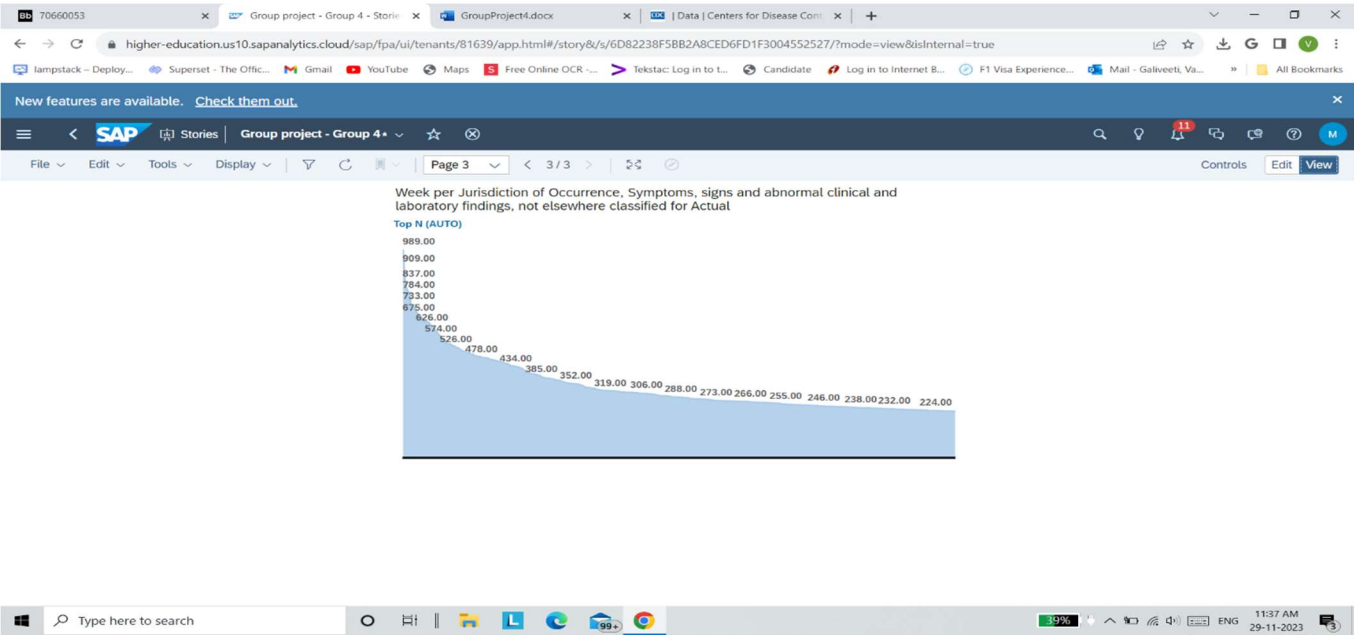 Bb 70660053
Group project - Group 4 - Storie
GroupProject4.docx
| Data | Centers for Disease Cont
higher-education.us10.sapanalytics.cloud/sap/fpa/ui/tenants/81639/app.html#/story&/s/6D82238F5BB2A8CED6FD1F3004552527/?mode=view&isInternal=true
G
V
lampstack – Deploy... Superset - The Offic... Gmail YouTube Maps S Free Online OCR -... Tekstac: Log in to t... Candidate Log in to Internet B... F1 Visa Experience... Mail - Galiveeti, Va... » All Bookmarks
New features are available. Check them out.
SAP Stories Group project - Group 4• 11 M
File Edit Tools Display Page 3 3 / 3 Controls Edit View
Week per Jurisdiction of Occurrence, Symptoms, signs and abnormal clinical and
laboratory findings, not elsewhere classified for Actual
Top N (AUTO)
989.00
909.00
837.00
784.00
733.00
675.00
626.00
574.00
526.00
478.00
434.00
385.00
352.00
319.00 306.00 288.00 273.00 266.00 255.00 246.00 238.00 232.00 224.00
Type here to search L 99+ 39% ENG 11:37 AM
29-11-2023 3